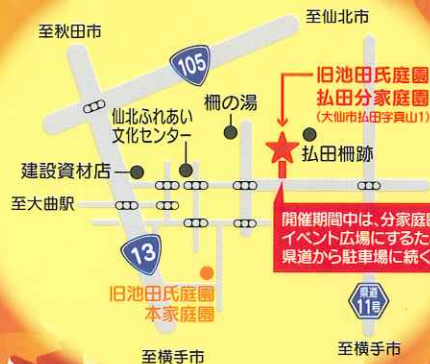 至仙北市
至秋田市
105
旧池田氏庭園
払田分家庭園
(大仙市払田字真山1)
柵の湯
仙北ふれあい
文化センター
払田柵跡
建設資材店
至大曲駅
開催期間中は、分家庭
イベント広場にするた
県道から駐車場に続く
13
旧池田氏庭園
本家庭園
県道
11号
至横手市
至横手市